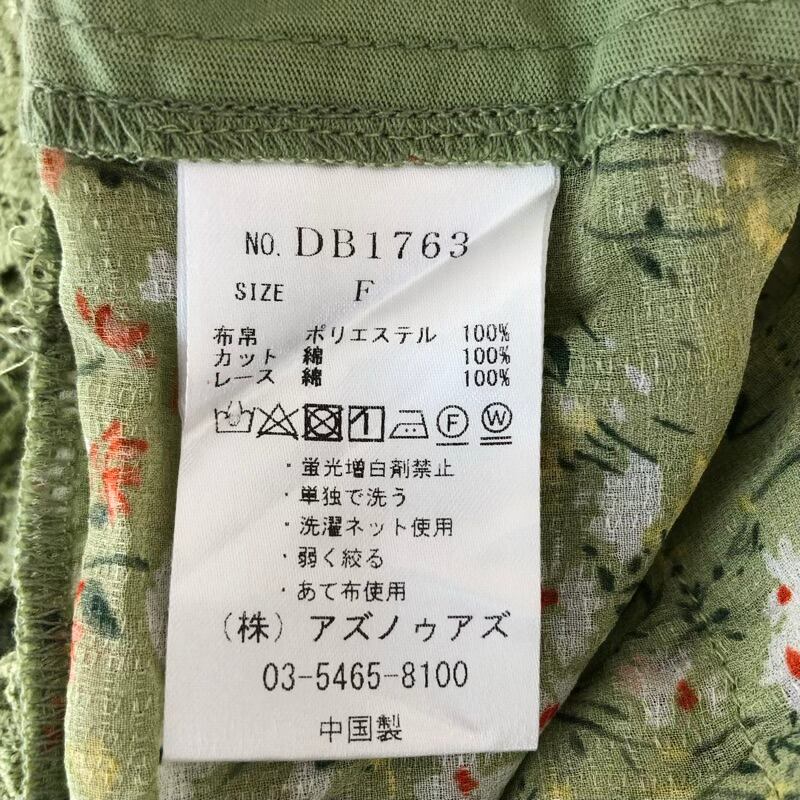 NO. DB1763
SIZE F
布帛 ポリエステル 100%
カット 綿 100%
レース 綿 100%
F W
・蛍光増白剤禁止
・単独で洗う
・洗濯ネット使用
・弱く絞る
・あて布使用
(株) アズノゥアズ
03-5465-8100
中国製